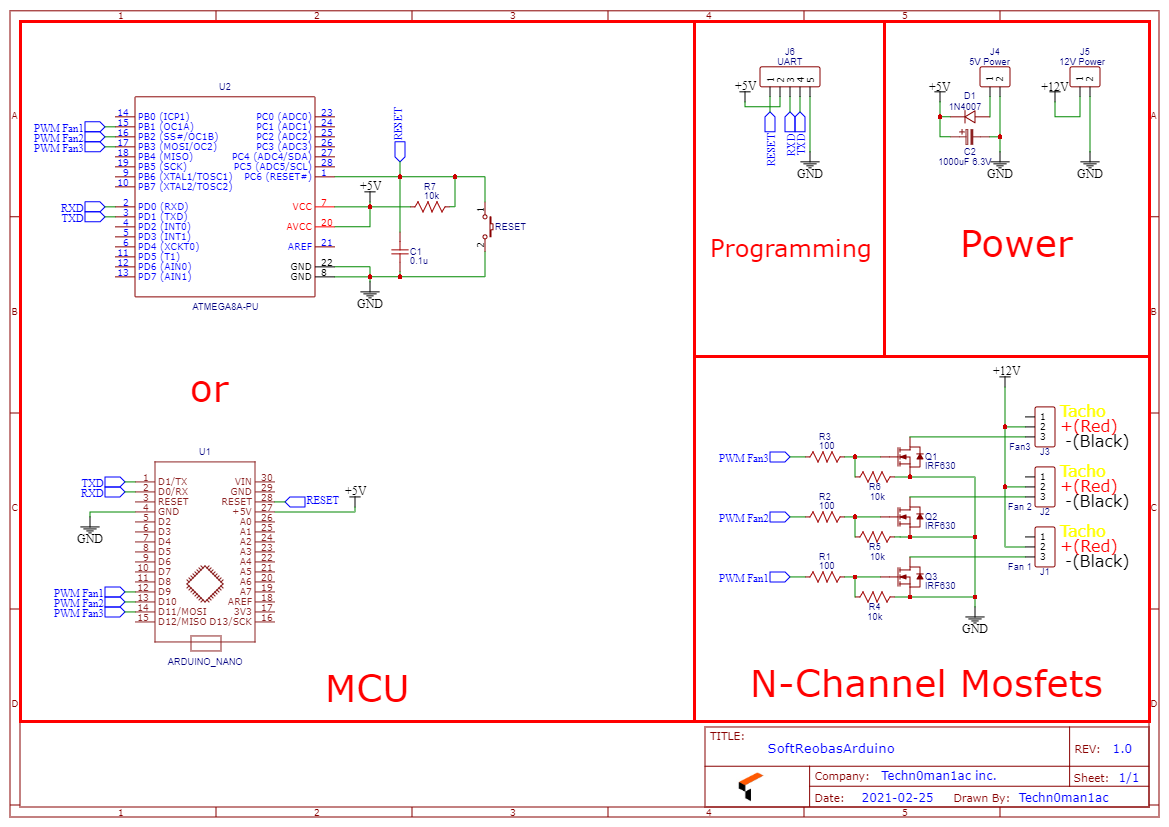 1 2 3 4 5
A
B
C
D
U2
14 PB0 (ICP1)
PWM Fan1 15 PB1 (OC1A)
PWM Fan2 16 PB2 (SS#/OC1B)
PWM Fan3 17 PB3 (MOSI/OC2)
18 PB4 (MISO)
19 PB5 (SCK)
9 PB6 (XTAL1/TOSC1)
10 PB7 (XTAL2/TOSC2)
RXD 2 PD0 (RXD)
TXD 3 PD1 (TXD)
4 PD2 (INT0)
5 PD3 (INT1)
6 PD4 (XCKT0)
11 PD5 (T1)
12 PD6 (AIN0)
13 PD7 (AIN1)
PC0 (ADC0) 23
PC1 (ADC1) 24
PC2 (ADC2) 25
PC3 (ADC3) 26
PC4 (ADC4/SDA) 27
PC5 (ADC5/SCL) 28
PC6 (RESET#) 1
VCC 7
AVCC 20
AREF 21
GND 22
GND 8
ATMEGA8A-PU
RESET
+5V
R7
10k
C1
0.1u
1
2
RESET
GND
or
U1
TXD 1 D1/TX
RXD 2 D0/RX
3 RESET
4 GND
5 D2
6 D3
7 D4
8 D5
9 D6
10 D7
11 D8
PWM Fan1 12 D9
PWM Fan2 13 D10
PWM Fan3 14 D11/MOSI
15 D12/MISO
VIN 30
GND 29
RESET 28 RESET
+5V 27 +5V
A0 26
A1 25
A2 24
A3 23
A4 22
A5 21
A6 20
A7 19
AREF 18
3V3 17
D13/SCK 16
GND
ARDUINO_NANO
MCU
J6
UART
+5V
1 2 3 4 5
RESET
RXD
TXD
GND
Programming
J4
5V Power
1 2
+5V
D1
1N4007
+
C2
1000uF 6.3V
GND
J5
12V Power
1 2
+12V
GND
Power
+12V
PWM Fan3
R3
100
R6
10k
Q1
IRF630
Fan3
1
2
3
J3
Tacho
+(Red)
-(Black)
PWM Fan2
R2
100
R5
10k
Q2
IRF630
Fan 2
1
2
3
J2
Tacho
+(Red)
-(Black)
PWM Fan1
R1
100
R4
10k
Q3
IRF630
Fan 1
1
2
3
J1
Tacho
+(Red)
-(Black)
GND
N-Channel Mosfets
A
B
C
D
TITLE:
SoftReobasArduino
REV: 1.0
Company: Techn0man1ac inc.
Sheet: 1/1
Date: 2021-02-25 Drawn By: Techn0man1ac
1 2 3 4 5